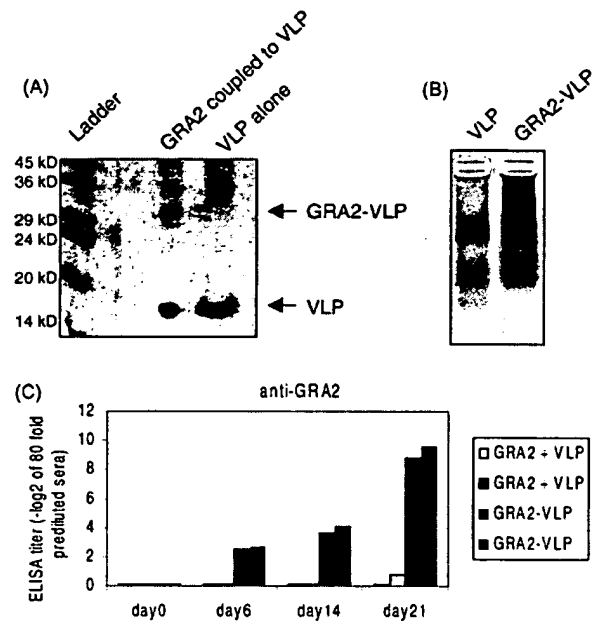 (A)
Ladder
GRA2 coupled to VLP
VLP alone
45 kD
36 kD
29 kD
24 kD
20 kD
14 kD
GRA2-VLP
VLP
(B)
VLP
GRA2-VLP
(C)
anti-GRA2
ELISA titer (-log2 of 80 fold
prediluted sera)
12
10
8
6
4
2
0
day0
day6
day14
day21
GRA2 + VLP
GRA2 + VLP
GRA2-VLP
GRA2-VLP